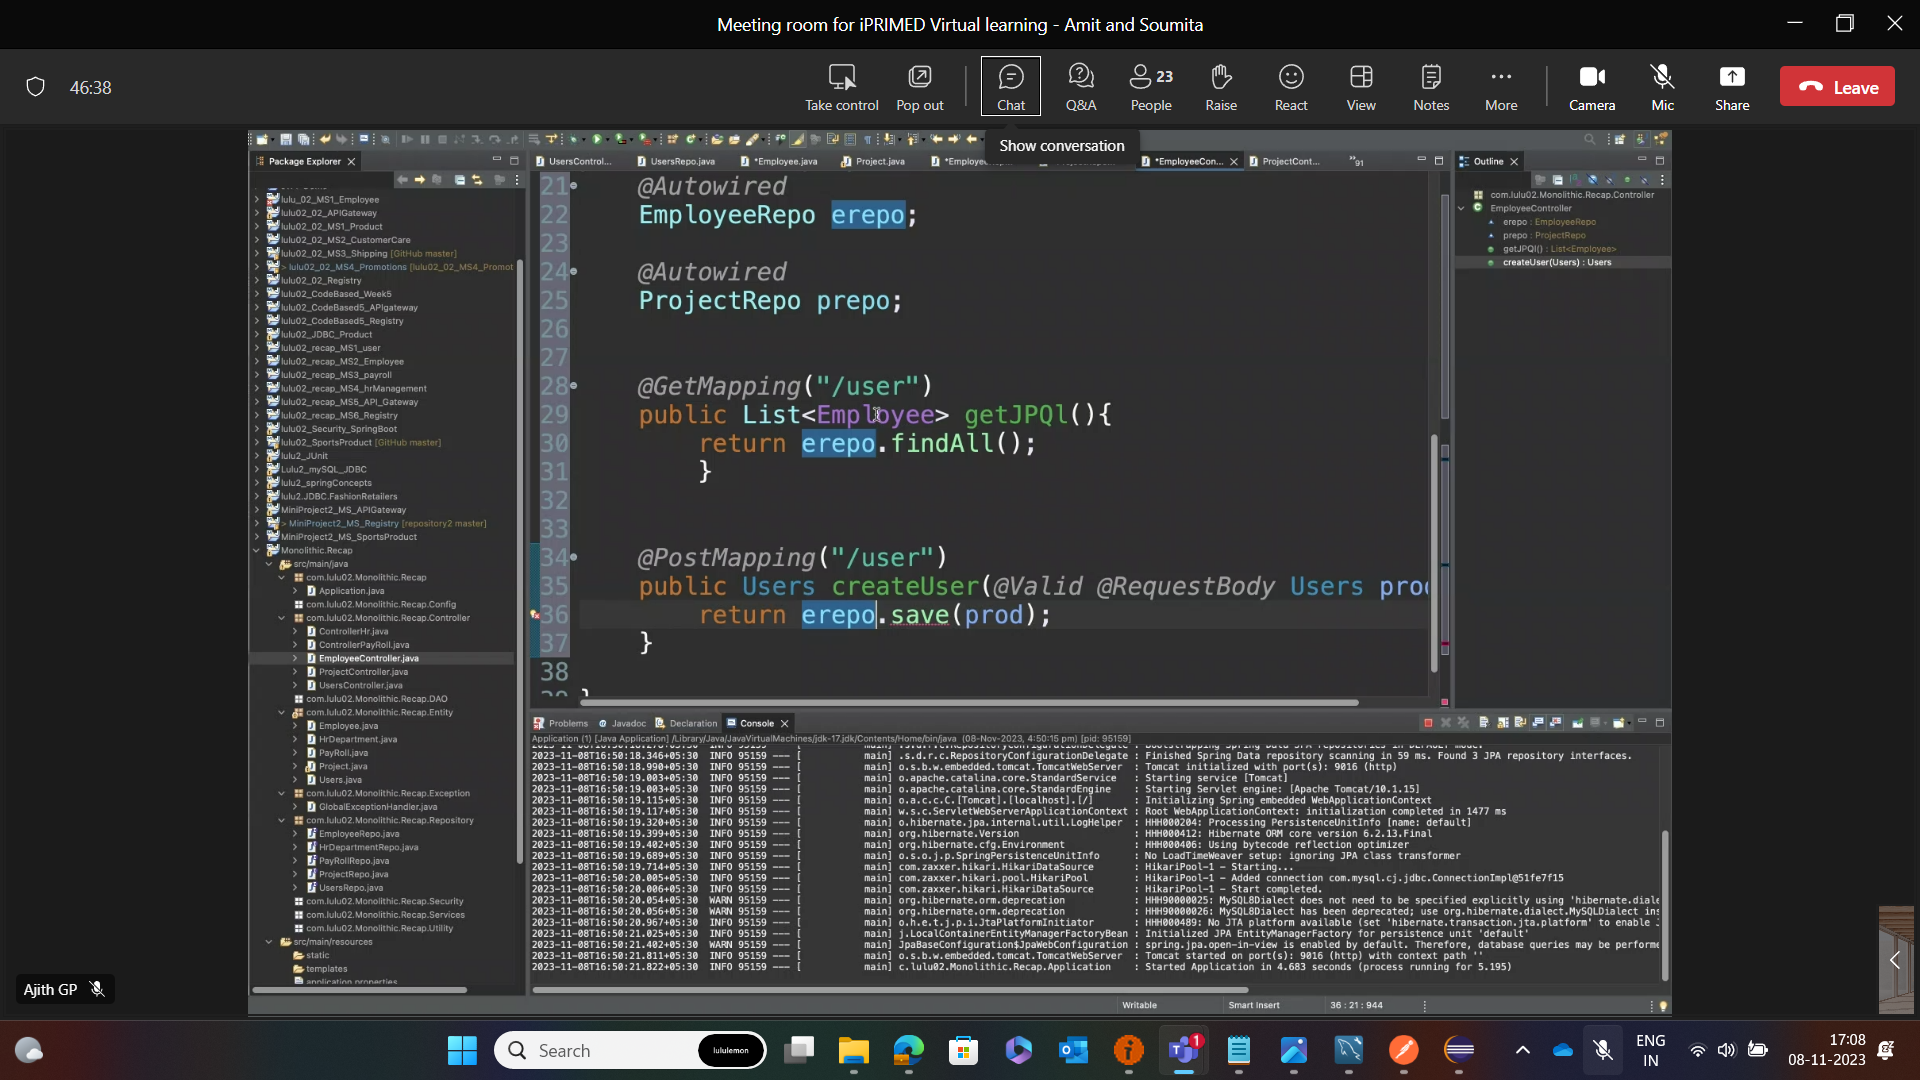 Meeting room for iPRIMED Virtual learning - Amit and Soumita
46:38
Take control
Pop out
Chat
Q&A
23
People
Raise
React
View
Notes
More
Camera
Mic
Share
Leave
Show conversation
Package Explorer
lulu_02_MS1_Employee
lulu02_02_APIGateway
lulu_02_02_MS1_Product
lulu_02_02_MS2_CustomerCare
lulu02_02_MS3_Shipping [GitHub master]
> lulu02_02_MS4_Promotions [lulu02_02_MS4_Promot
lulu02_02_Registry
lulu02_CodeBased_Week5
lulu02_CodeBased5_APIgateway
lulu02_CodeBased5_Registry
lulu02_JDBC_Product
lulu02_recap_MS1_user
lulu02_recap_MS2_Employee
lulu02_recap_MS3_payroll
lulu02_recap_MS4_hrManagement
lulu02_recap_MS5_API_Gateway
lulu02_recap_MS6_Registry
lulu02_Security_SpringBoot
lulu02_SportsProduct [GitHub master]
lulu2_JUnit
Lulu2_mySQL_JDBC
lulu2_springConcepts
lulu2.JDBC.FashionRetailers
MiniProject2_MS_APIGateway
> MiniProject2_MS_Registry [repository2 master]
MiniProject2_MS_SportsProduct
Monolithic.Recap
src/main/java
com.lulu02.Monolithic.Recap
Application.java
com.lulu02.Monolithic.Recap.Config
com.lulu02.Monolithic.Recap.Controller
ControllerHr.java
ControllerPayRoll.java
EmployeeController.java
ProjectController.java
UsersController.java
com.lulu02.Monolithic.Recap.DAO
com.lulu02.Monolithic.Recap.Entity
Employee.java
HrDepartment.java
PayRoll.java
Project.java
Users.java
com.lulu02.Monolithic.Recap.Exception
GlobalExceptionHandler.java
com.lulu02.Monolithic.Recap.Repository
EmployeeRepo.java
HrDepartmentRepo.java
PayRollRepo.java
ProjectRepo.java
UsersRepo.java
com.lulu02.Monolithic.Recap.Security
com.lulu02.Monolithic.Recap.Services
com.lulu02.Monolithic.Recap.Utility
src/main/resources
static
templates
application.properties
UsersControl...
UsersRepo.java
*Employee.java
Project.java
*EmployeeCon...
ProjectCont...
»91
21 @Autowired
22 EmployeeRepo erepo;
23
24 @Autowired
25 ProjectRepo prepo;
26
27
28 @GetMapping("/user")
29 public List<Employee> getJPQl(){
30 return erepo.findAll();
31 }
32
33
34 @PostMapping("/user")
35 public Users createUser(@Valid @RequestBody Users prod
36 return erepo.save(prod);
37 }
38
39 }
Outline
com.lulu02.Monolithic.Recap.Controller
EmployeeController
erepo : EmployeeRepo
prepo : ProjectRepo
getJPQl() : List<Employee>
createUser(Users) : Users
Problems
Javadoc
Declaration
Console
Application (1) [Java Application] /Library/Java/JavaVirtualMachines/jdk-17.jdk/Contents/Home/bin/java (08-Nov-2023, 4:50:15 pm) [pid: 95159]
2023-11-08T16:50:18.346+05:30 INFO 95159 --- [ main] .s.d.r.c.RepositoryConfigurationDelegate : Finished Spring Data repository scanning in 59 ms. Found 3 JPA repository interfaces.
2023-11-08T16:50:18.990+05:30 INFO 95159 --- [ main] o.s.b.w.embedded.tomcat.TomcatWebServer : Tomcat initialized with port(s): 9016 (http)
2023-11-08T16:50:19.003+05:30 INFO 95159 --- [ main] o.apache.catalina.core.StandardService : Starting service [Tomcat]
2023-11-08T16:50:19.003+05:30 INFO 95159 --- [ main] o.apache.catalina.core.StandardEngine : Starting Servlet engine: [Apache Tomcat/10.1.15]
2023-11-08T16:50:19.115+05:30 INFO 95159 --- [ main] o.a.c.c.C.[Tomcat].[localhost].[/] : Initializing Spring embedded WebApplicationContext
2023-11-08T16:50:19.117+05:30 INFO 95159 --- [ main] w.s.c.ServletWebServerApplicationContext : Root WebApplicationContext: initialization completed in 1477 ms
2023-11-08T16:50:19.320+05:30 INFO 95159 --- [ main] o.hibernate.jpa.internal.util.LogHelper : HHH000204: Processing PersistenceUnitInfo [name: default]
2023-11-08T16:50:19.399+05:30 INFO 95159 --- [ main] org.hibernate.Version : HHH000412: Hibernate ORM core version 6.2.13.Final
2023-11-08T16:50:19.402+05:30 INFO 95159 --- [ main] org.hibernate.cfg.Environment : HHH000406: Using bytecode reflection optimizer
2023-11-08T16:50:19.689+05:30 INFO 95159 --- [ main] o.s.o.j.p.SpringPersistenceUnitInfo : No LoadTimeWeaver setup: ignoring JPA class transformer
2023-11-08T16:50:19.714+05:30 INFO 95159 --- [ main] com.zaxxer.hikari.HikariDataSource : HikariPool-1 - Starting...
2023-11-08T16:50:20.005+05:30 INFO 95159 --- [ main] com.zaxxer.hikari.pool.HikariPool : HikariPool-1 - Added connection com.mysql.cj.jdbc.ConnectionImpl@51fe7f15
2023-11-08T16:50:20.006+05:30 INFO 95159 --- [ main] com.zaxxer.hikari.HikariDataSource : HikariPool-1 - Start completed.
2023-11-08T16:50:20.054+05:30 WARN 95159 --- [ main] org.hibernate.orm.deprecation : HHH90000025: MySQL8Dialect does not need to be specified explicitly using 'hibernate.diale
2023-11-08T16:50:20.056+05:30 WARN 95159 --- [ main] org.hibernate.orm.deprecation : HHH90000026: MySQL8Dialect has been deprecated; use org.hibernate.dialect.MySQLDialect ins
2023-11-08T16:50:20.967+05:30 INFO 95159 --- [ main] o.h.e.t.j.p.i.JtaPlatformInitiator : HHH000489: No JTA platform available (set 'hibernate.transaction.jta.platform' to enable J
2023-11-08T16:50:21.025+05:30 INFO 95159 --- [ main] j.LocalContainerEntityManagerFactoryBean : Initialized JPA EntityManagerFactory for persistence unit 'default'
2023-11-08T16:50:21.402+05:30 WARN 95159 --- [ main] JpaBaseConfiguration$JpaWebConfiguration : spring.jpa.open-in-view is enabled by default. Therefore, database queries may be performe
2023-11-08T16:50:21.811+05:30 INFO 95159 --- [ main] o.s.b.w.embedded.tomcat.TomcatWebServer : Tomcat started on port(s): 9016 (http) with context path ''
2023-11-08T16:50:21.822+05:30 INFO 95159 --- [ main] c.lulu02.Monolithic.Recap.Application : Started Application in 4.683 seconds (process running for 5.195)
Writable
Smart Insert
36 : 21 : 944
Ajith GP
Search
lululemon
1
ENG
IN
17:08
08-11-2023